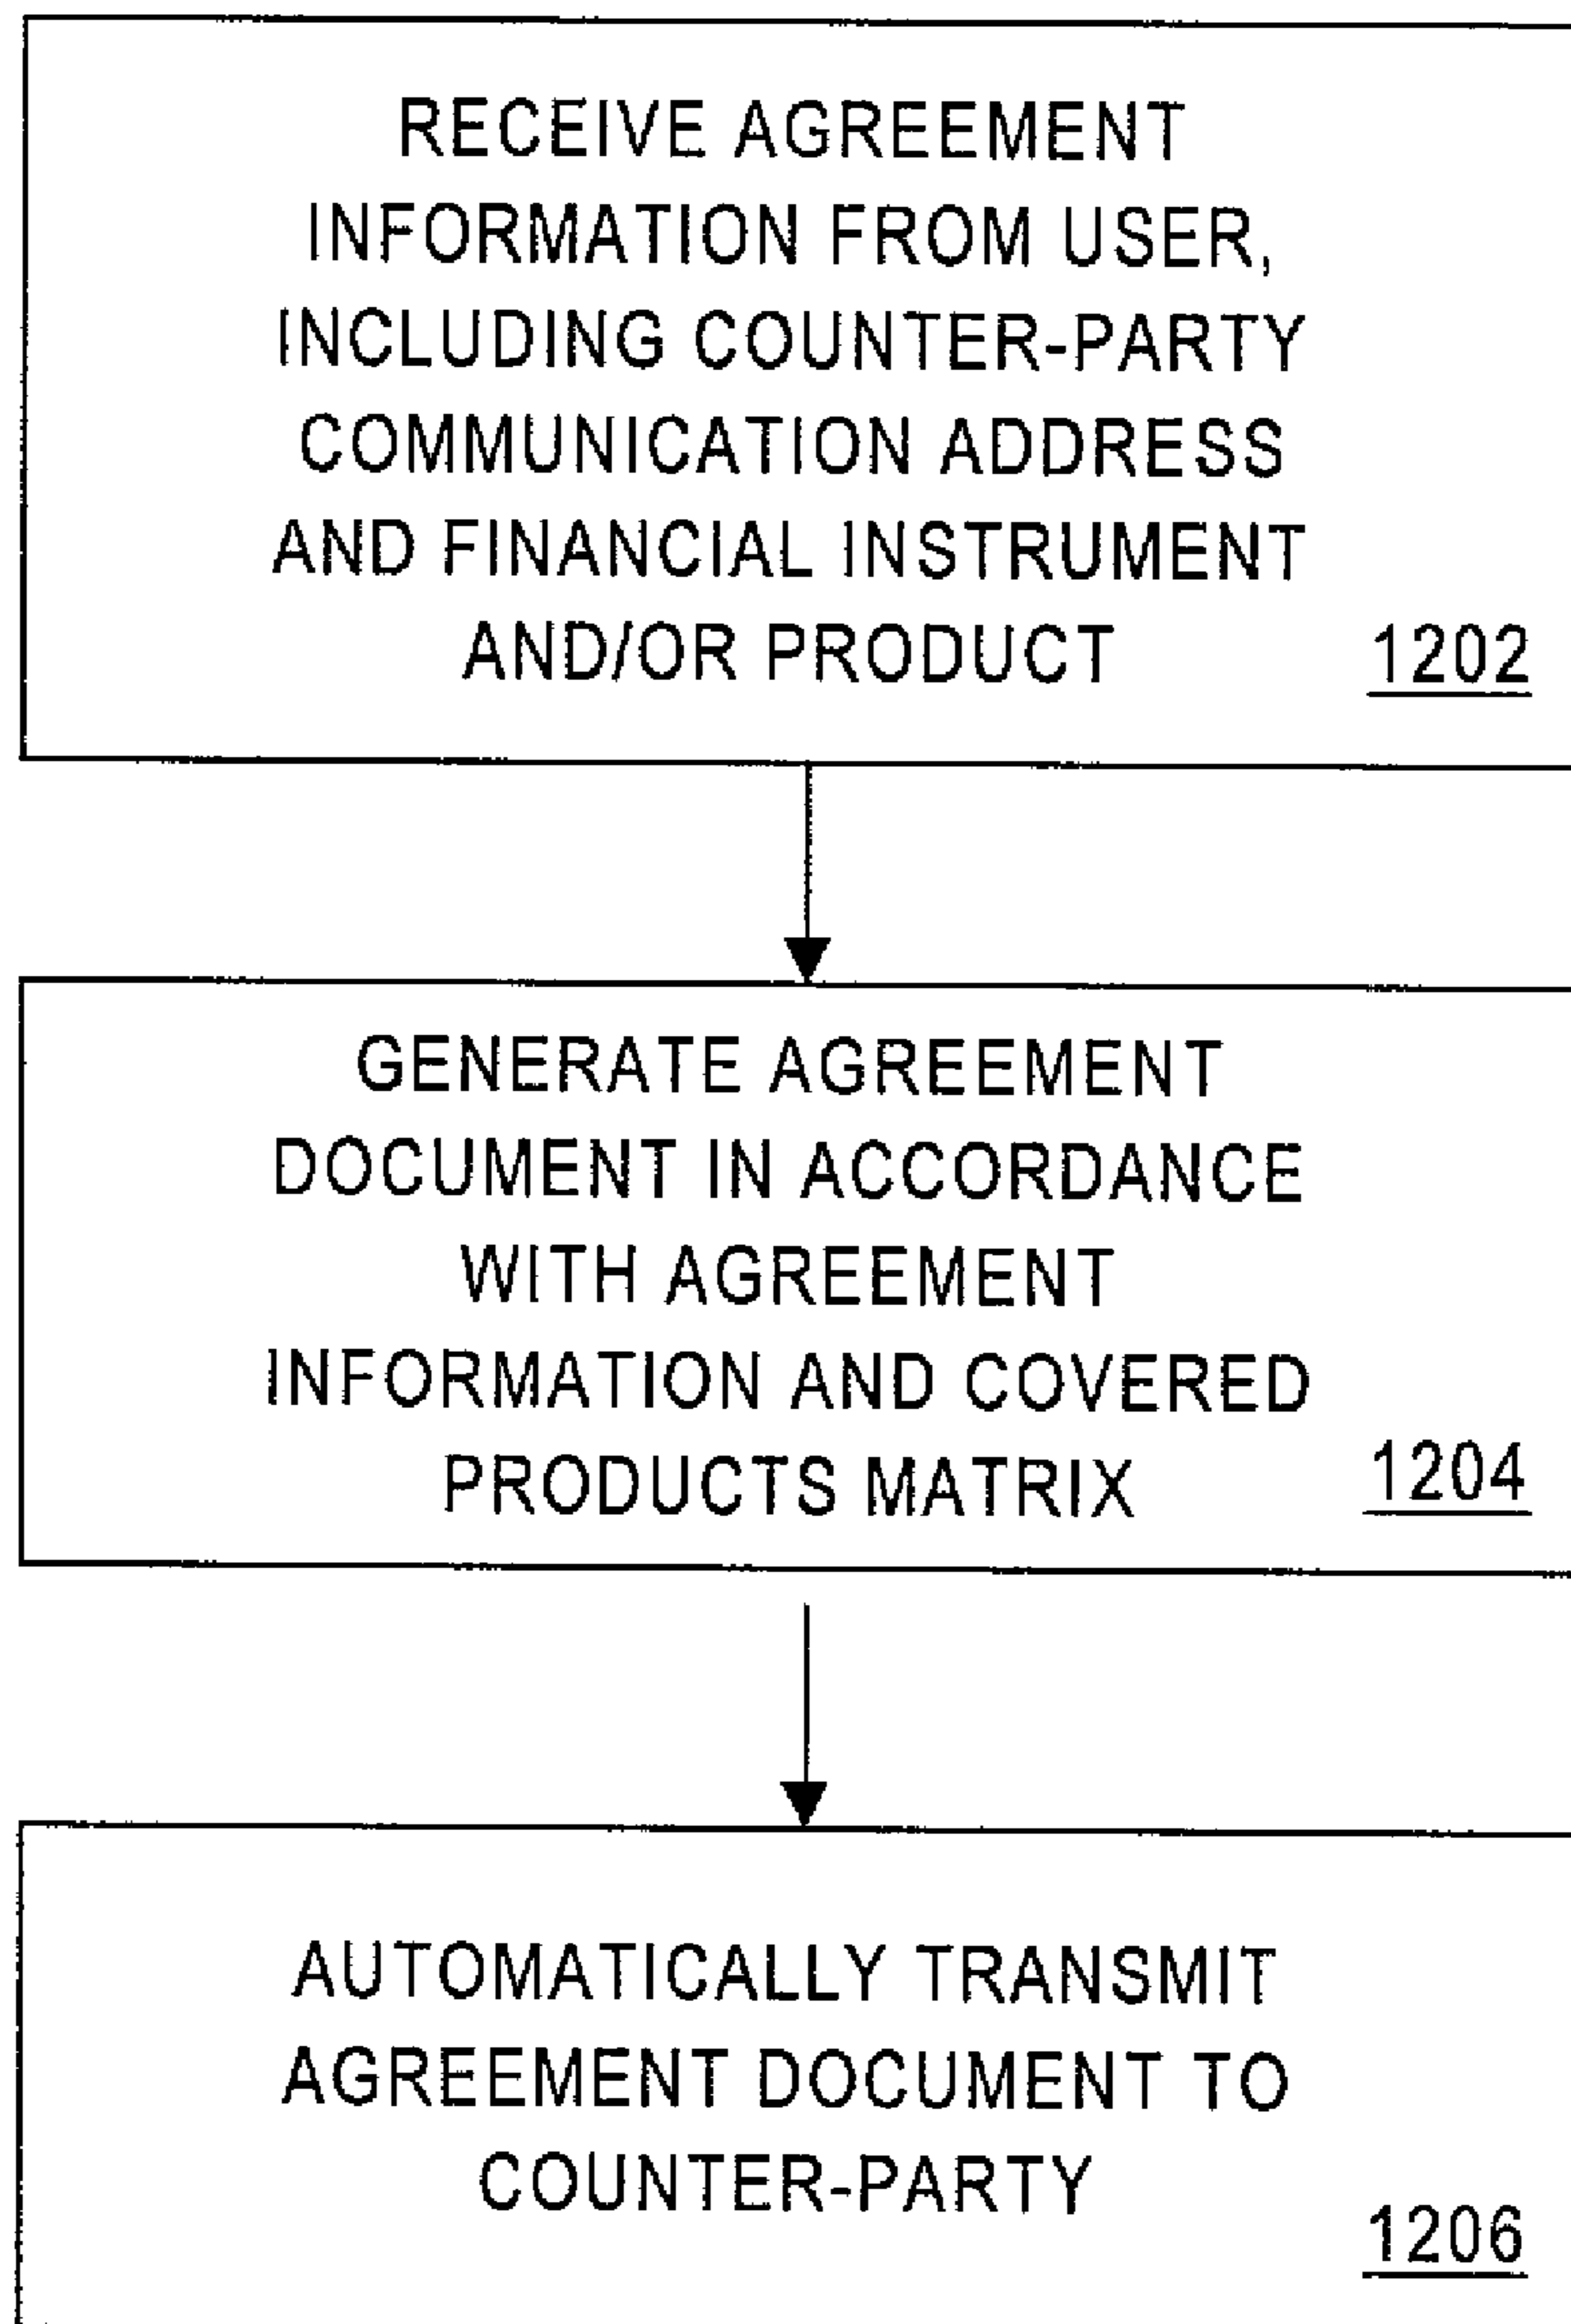 RECEIVE AGREEMENT
INFORMATION FROM USER,
INCLUDING COUNTER-PARTY
COMMUNICATION ADDRESS
AND FINANCIAL INSTRUMENT
AND/OR PRODUCT 1202
GENERATE AGREEMENT
DOCUMENT IN ACCORDANCE
WITH AGREEMENT
INFORMATION AND COVERED
PRODUCTS MATRIX 1204
AUTOMATICALLY TRANSMIT
AGREEMENT DOCUMENT TO
COUNTER-PARTY
1206